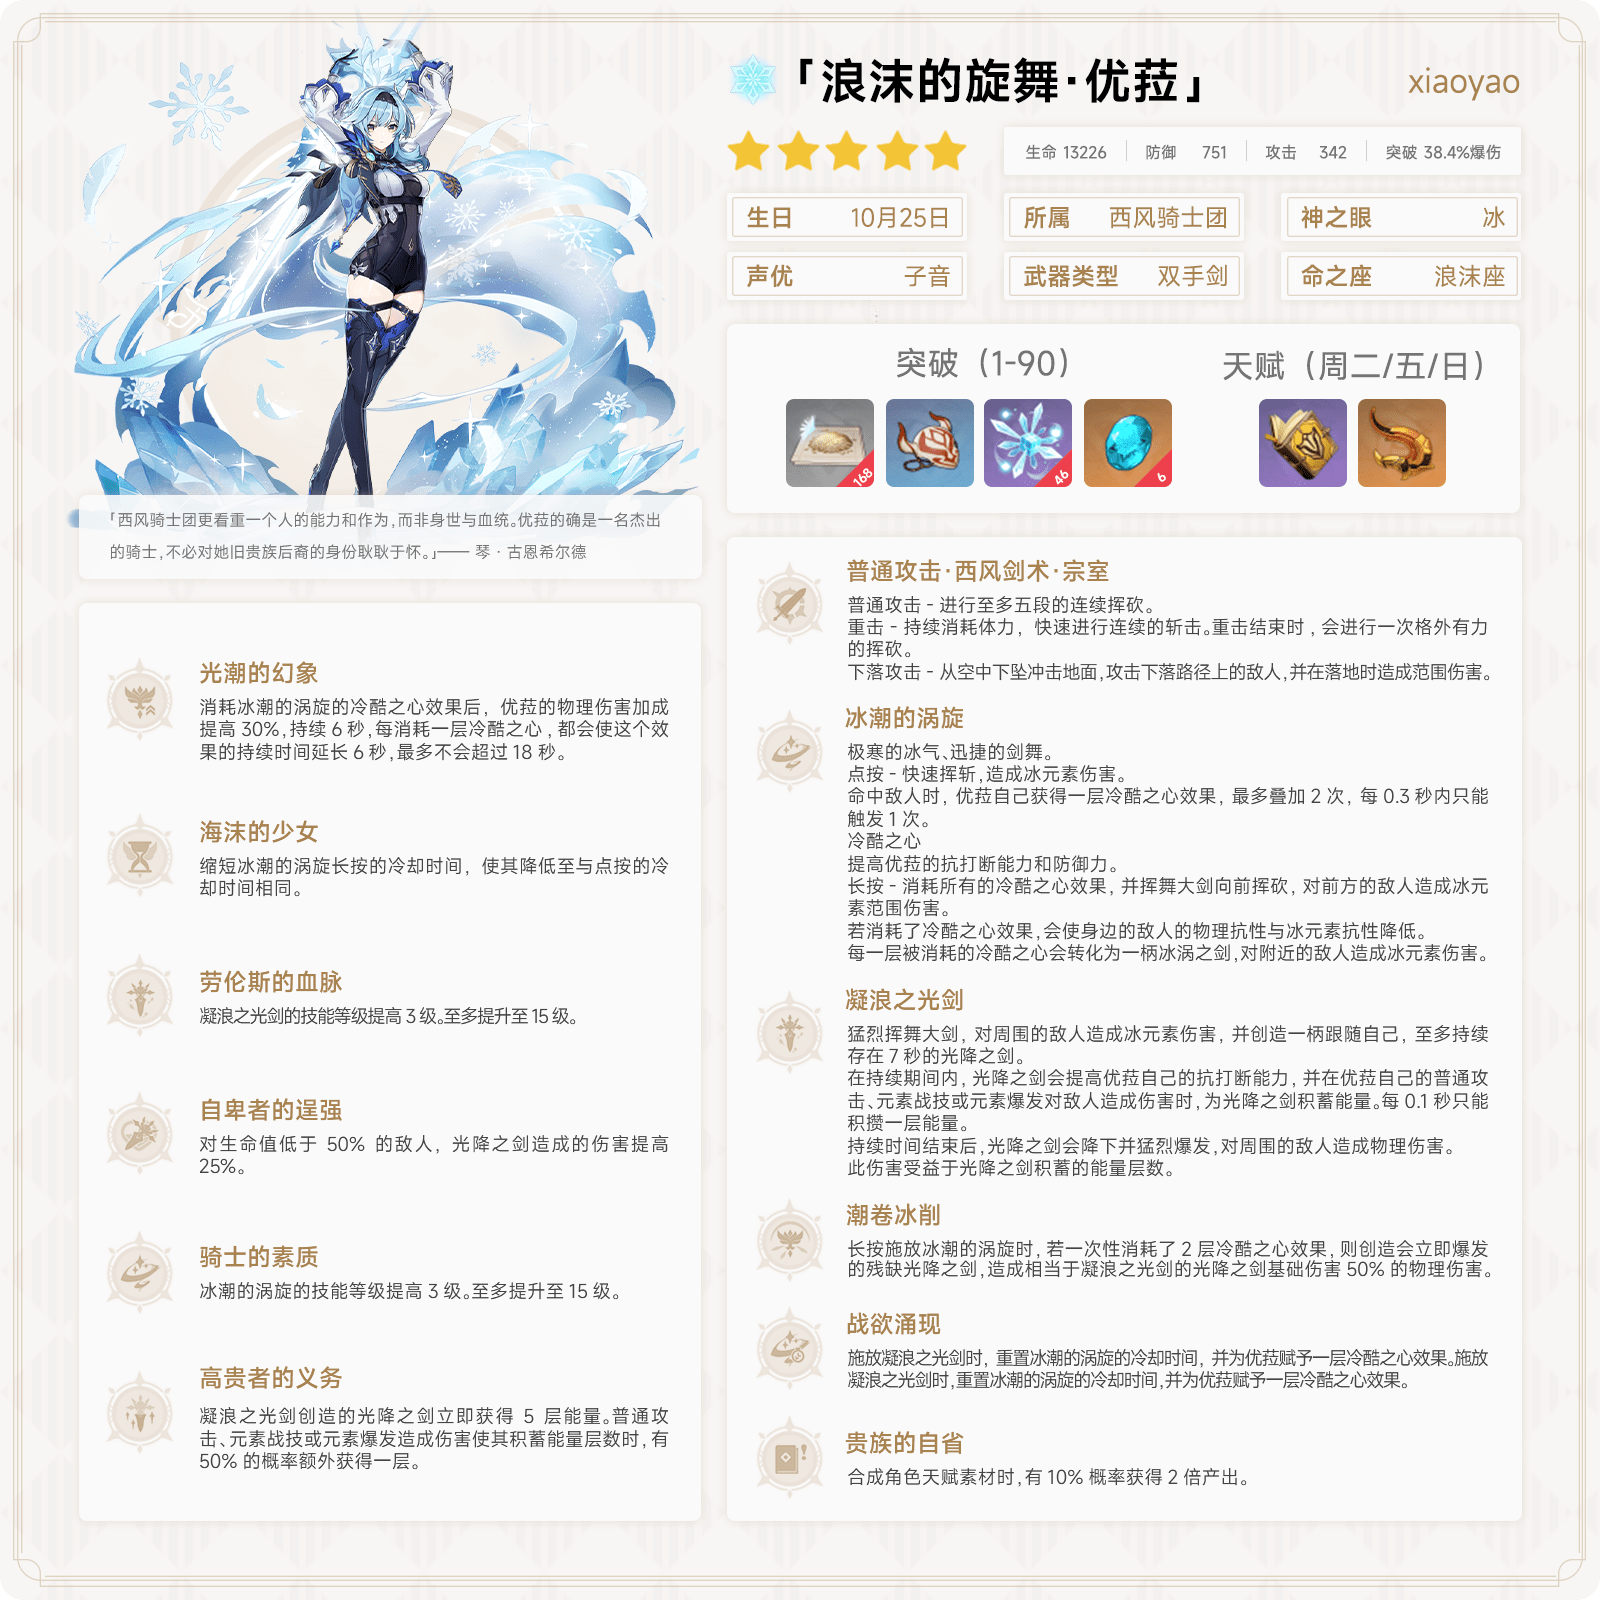 「浪沫的旋舞·优菈」
xiaoyao
生命 13226 防御 751 攻击 342 突破 38.4%爆伤
生日 10月25日 所属 西风骑士团 神之眼 冰
声优 子音 武器类型 双手剑 命之座 浪沫座
突破（1-90） 天赋（周二/五/日）
168 46 6
「西风骑士团更看重一个人的能力和作为,而非身世与血统。优菈的确是一名杰出
的骑士,不必对她旧贵族后裔的身份耿耿于怀。」—— 琴 · 古恩希尔德
光潮的幻象
消耗冰潮的涡旋的冷酷之心效果后，优菈的物理伤害加成
提高 30%,持续 6 秒,每消耗一层冷酷之心 , 都会使这个效
果的持续时间延长 6 秒,最多不会超过 18 秒。
海沫的少女
缩短冰潮的涡旋长按的冷却时间，使其降低至与点按的冷
却时间相同。
劳伦斯的血脉
凝浪之光剑的技能等级提高 3 级。至多提升至 15 级。
自卑者的逞强
对生命值低于 50% 的敌人，光降之剑造成的伤害提高
25%。
骑士的素质
冰潮的涡旋的技能等级提高 3 级。至多提升至 15 级。
高贵者的义务
凝浪之光剑创造的光降之剑立即获得 5 层能量。普通攻
击、元素战技或元素爆发造成伤害使其积蓄能量层数时,有
50% 的概率额外获得一层。
普通攻击·西风剑术·宗室
普通攻击 - 进行至多五段的连续挥砍。
重击 - 持续消耗体力，快速进行连续的斩击。重击结束时 , 会进行一次格外有力
的挥砍。
下落攻击 - 从空中下坠冲击地面,攻击下落路径上的敌人,并在落地时造成范围伤害。
冰潮的涡旋
极寒的冰气、迅捷的剑舞。
点按 - 快速挥斩,造成冰元素伤害。
命中敌人时，优菈自己获得一层冷酷之心效果，最多叠加 2 次，每 0.3 秒内只能
触发 1 次。
冷酷之心
提高优菈的抗打断能力和防御力。
长按 - 消耗所有的冷酷之心效果，并挥舞大剑向前挥砍，对前方的敌人造成冰元
素范围伤害。
若消耗了冷酷之心效果,会使身边的敌人的物理抗性与冰元素抗性降低。
每一层被消耗的冷酷之心会转化为一柄冰涡之剑,对附近的敌人造成冰元素伤害。
凝浪之光剑
猛烈挥舞大剑，对周围的敌人造成冰元素伤害，并创造一柄跟随自己，至多持续
存在 7 秒的光降之剑。
在持续期间内，光降之剑会提高优菈自己的抗打断能力，并在优菈自己的普通攻
击、元素战技或元素爆发对敌人造成伤害时,为光降之剑积蓄能量。每 0.1 秒只能
积攒一层能量。
持续时间结束后,光降之剑会降下并猛烈爆发,对周围的敌人造成物理伤害。
此伤害受益于光降之剑积蓄的能量层数。
潮卷冰削
长按施放冰潮的涡旋时，若一次性消耗了 2 层冷酷之心效果，则创造会立即爆发
的残缺光降之剑,造成相当于凝浪之光剑的光降之剑基础伤害 50% 的物理伤害。
战欲涌现
施放凝浪之光剑时，重置冰潮的涡旋的冷却时间，并为优菈赋予一层冷酷之心效果。施放
凝浪之光剑时,重置冰潮的涡旋的冷却时间,并为优菈赋予一层冷酷之心效果。
贵族的自省
合成角色天赋素材时,有 10% 概率获得 2 倍产出。